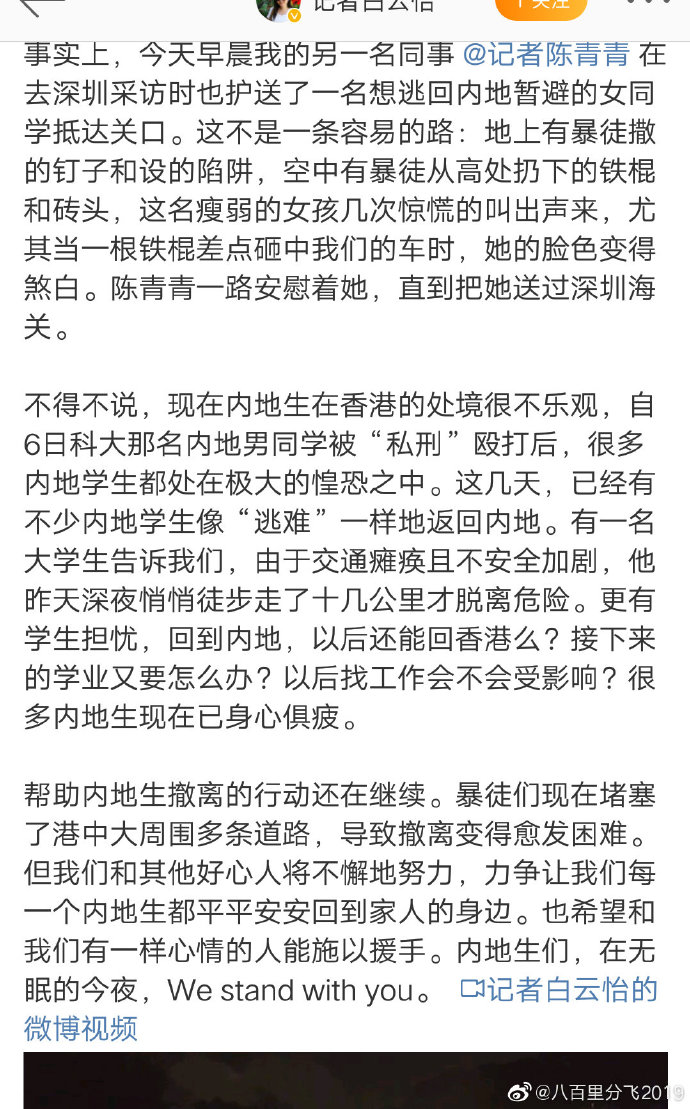 记者白云怡
+关注
事实上，今天早晨我的另一名同事 @记者陈青青 在
去深圳采访时也护送了一名想逃回内地暂避的女同
学抵达关口。这不是一条容易的路：地上有暴徒撒
的钉子和设的陷阱，空中有暴徒从高处扔下的铁棍
和砖头，这名瘦弱的女孩几次惊慌的叫出声来，尤
其当一根铁棍差点砸中我们的车时，她的脸色变得
煞白。陈青青一路安慰着她，直到把她送过深圳海
关。
不得不说，现在内地生在香港的处境很不乐观，自
6日科大那名内地男同学被“私刑”殴打后，很多
内地学生都处在极大的惶恐之中。这几天，已经有
不少内地学生像“逃难”一样地返回内地。有一名
大学生告诉我们，由于交通瘫痪且不安全加剧，他
昨天深夜悄悄徒步走了十几公里才脱离危险。更有
学生担忧，回到内地，以后还能回香港么？接下来
的学业又要怎么办？以后找工作会不会受影响？很
多内地生现在已身心俱疲。
帮助内地生撤离的行动还在继续。暴徒们现在堵塞
了港中大周围多条道路，导致撤离变得愈发困难。
但我们和其他好心人将不懈地努力，力争让我们每
一个内地生都平平安安回到家人的身边。也希望和
我们有一样心情的人能施以援手。内地生们，在无
眠的今夜，We stand with you。 记者白云怡的
微博视频
@八百里分飞2019